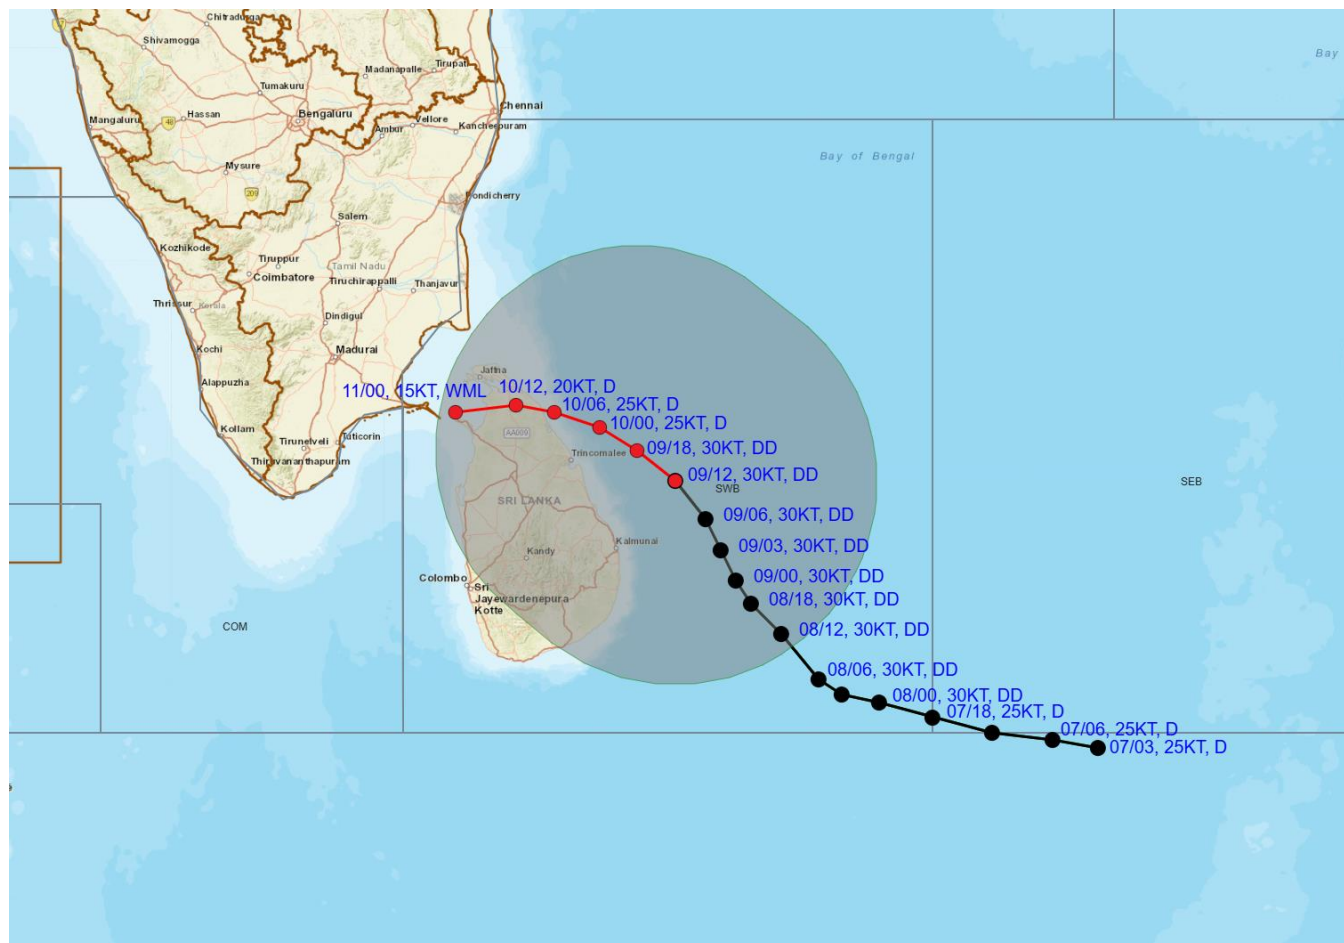 Chitradurga
Shivamogga
Bay
Tirupati
Madanapalle
Tumakuru
Chennai
Hassan
Bengaluru
Vellore
Mangaluru
48
Ambur
Kancheepuram
Bay of Bengal
Mysure
209
Pondicherry
Salem
Kozhikode
Tiruppur
Tamil Nadu
Coimbatore
Tiruchirappalli
Thanjavur
Thrissur
Kerala
Dindigul
Kochi
Madurai
Jaffna
Alappuzha
11/00, 15KT, WML
10/12, 20KT, D
10/06, 25KT, D
10/00, 25KT, D
Kollam
Tirunelveli
Tuticorin
AA009
09/18, 30KT, DD
Trincomalee
Thiruvananthapuram
09/12, 30KT, DD
SWB
SEB
SRI LANKA
09/06, 30KT, DD
Kalmunai
09/03, 30KT, DD
Kandy
Colombo
Sri
Jayewardenepura
Kotte
09/00, 30KT, DD
08/18, 30KT, DD
COM
08/12, 30KT, DD
08/06, 30KT, DD
08/00, 30KT, DD
07/18, 25KT, D
07/06, 25KT, D
07/03, 25KT, D